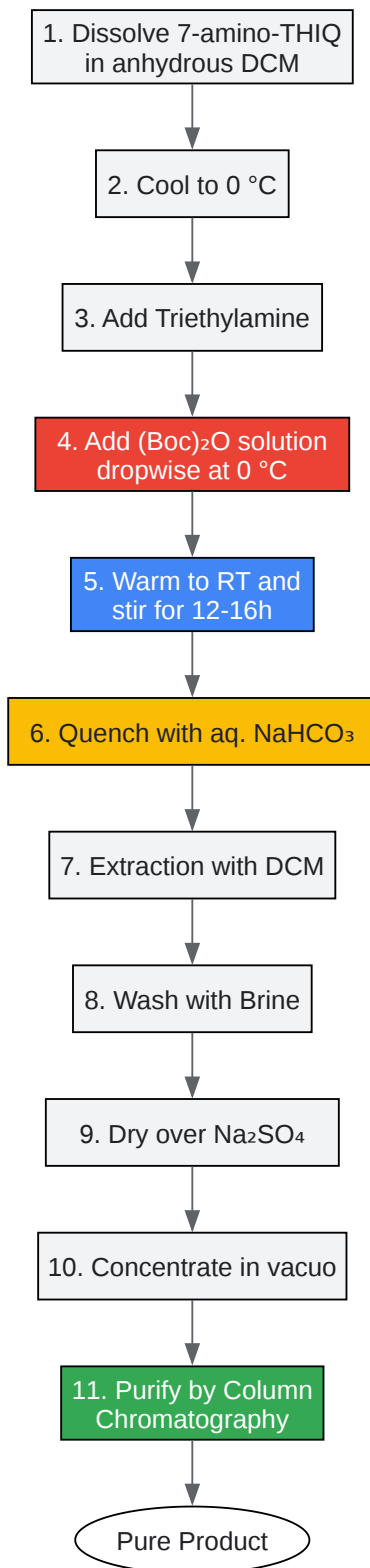 1. Dissolve 7-amino-THIQ
in anhydrous DCM
2. Cool to 0 °C
3. Add Triethylamine
4. Add (Boc)₂O solution
dropwise at 0 °C
5. Warm to RT and
stir for 12-16h
6. Quench with aq. NaHCO₃
7. Extraction with DCM
8. Wash with Brine
9. Dry over Na₂SO₄
10. Concentrate in vacuo
11. Purify by Column
Chromatography
Pure Product